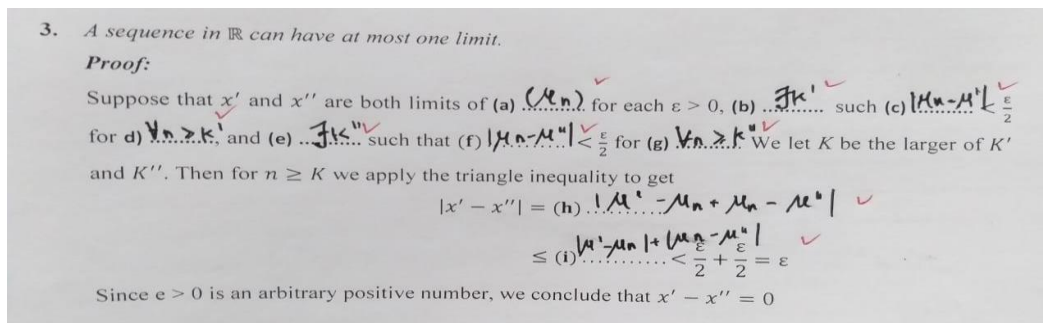 3. A sequence in ℝ can have at most one limit.
Proof:
Suppose that x' and x'' are both limits of (a) (xn) for each ε > 0, (b) ∃k' such (c) |xn-x'| < ε/2
for d) ∀n≥k', and (e) ∃k'' such that (f) |xn-x''| < ε/2 for (g) ∀n≥k'' We let K be the larger of K'
and K''. Then for n ≥ K we apply the triangle inequality to get
|x' − x''| = (h) |x' - xn + xn - x''|
≤ (i) |x'-xn| + |xn-x''| < ε/2 + ε/2 = ε
Since e > 0 is an arbitrary positive number, we conclude that x' − x'' = 0